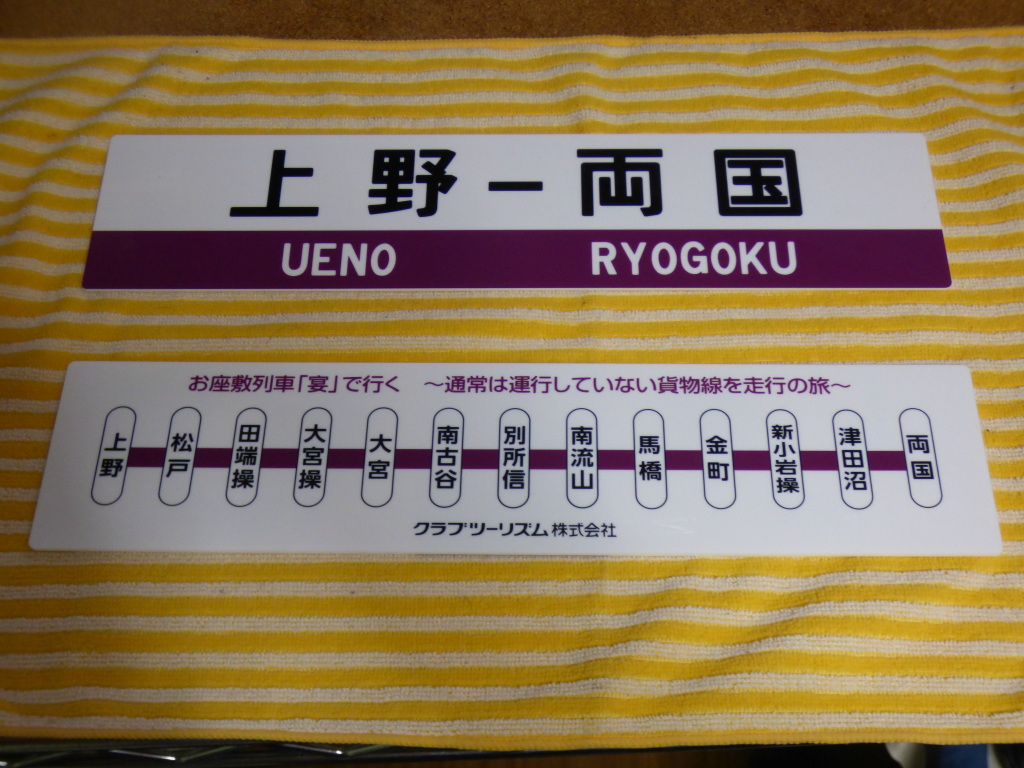 上野−両国
UENO RYOGOKU
お座敷列車「宴」で行く ～通常は運行していない貨物線を走行の旅～
上野
松戸
田端操
大宮操
大宮
南古谷
別所信
南流山
馬橋
金町
新小岩操
津田沼
両国
クラブツーリズム株式会社